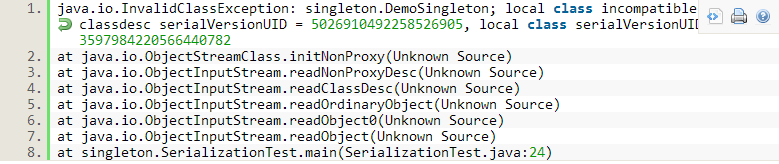 1. java.io.InvalidClassException: singleton.DemoSingleton; local class incompatible
classdesc serialVersionUID = 5026910492258526905, local class serialVersionUID
3597984220566440782
2. at java.io.ObjectStreamClass.initNonProxy(Unknown Source)
3. at java.io.ObjectInputStream.readNonProxyDesc(Unknown Source)
4. at java.io.ObjectInputStream.readClassDesc(Unknown Source)
5. at java.io.ObjectInputStream.readOrdinaryObject(Unknown Source)
6. at java.io.ObjectInputStream.readObject0(Unknown Source)
7. at java.io.ObjectInputStream.readObject(Unknown Source)
8. at singleton.SerializationTest.main(SerializationTest.java:24)